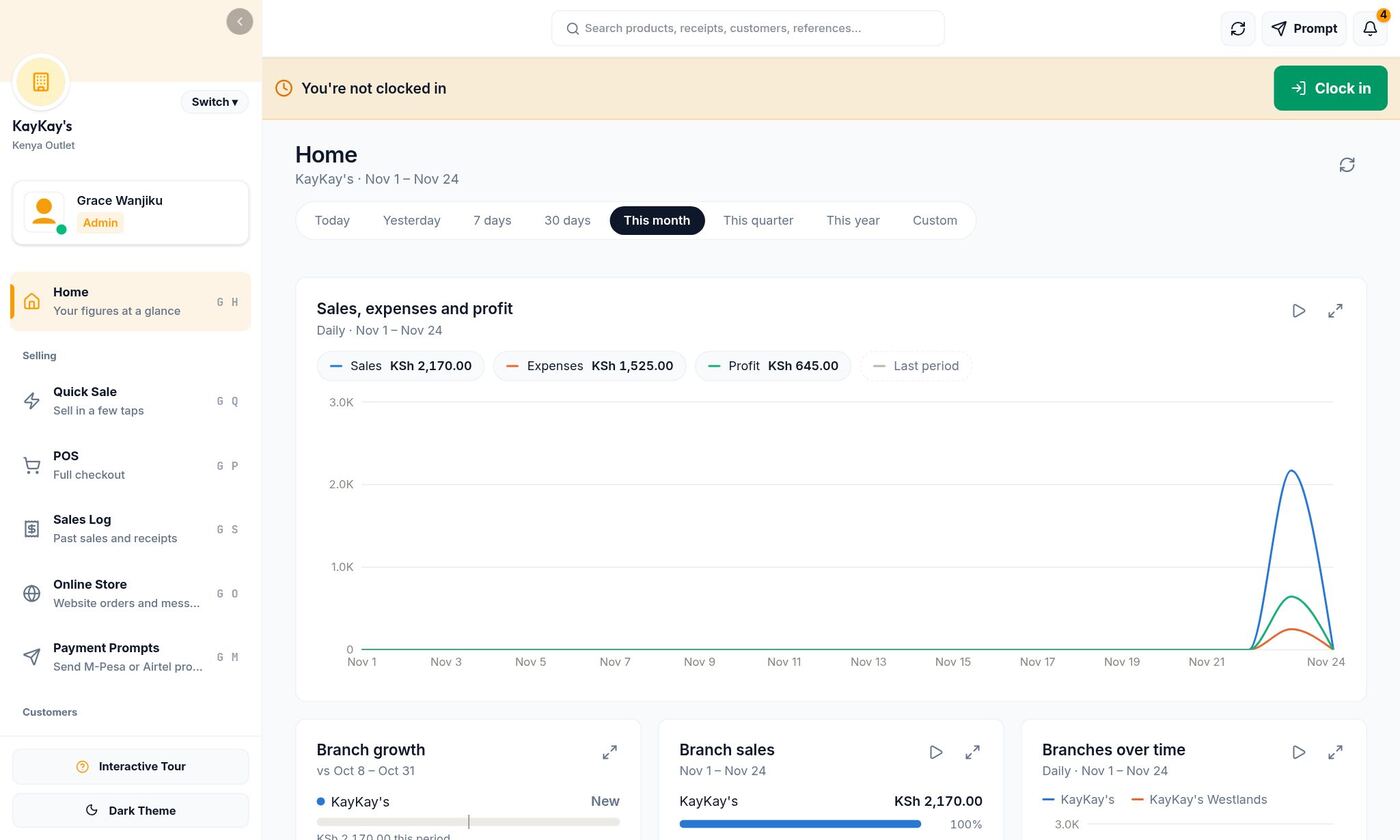 Search products, receipts, customers, references...
Prompt
4
You're not clocked in
Clock in
Switch ▾
KayKay's
Kenya Outlet
Grace Wanjiku
Admin
Home
Your figures at a glance
G H
Selling
Quick Sale
Sell in a few taps
G Q
POS
Full checkout
G P
Sales Log
Past sales and receipts
G S
Online Store
Website orders and mess...
G O
Payment Prompts
Send M-Pesa or Airtel pro...
G M
Customers
Interactive Tour
Dark Theme
Home
KayKay's · Nov 1 – Nov 24
Today Yesterday 7 days 30 days This month This quarter This year Custom
Sales, expenses and profit
Daily · Nov 1 – Nov 24
Sales KSh 2,170.00 Expenses KSh 1,525.00 Profit KSh 645.00 Last period
3.0K
2.0K
1.0K
0
Nov 1 Nov 3 Nov 5 Nov 7 Nov 9 Nov 11 Nov 13 Nov 15 Nov 17 Nov 19 Nov 21 Nov 24
Branch growth
vs Oct 8 – Oct 31
KayKay's New
KSh 2,170.00 this period
Branch sales
Nov 1 – Nov 24
KayKay's KSh 2,170.00
100%
Branches over time
Daily · Nov 1 – Nov 24
KayKay's KayKay's Westlands
3.0K